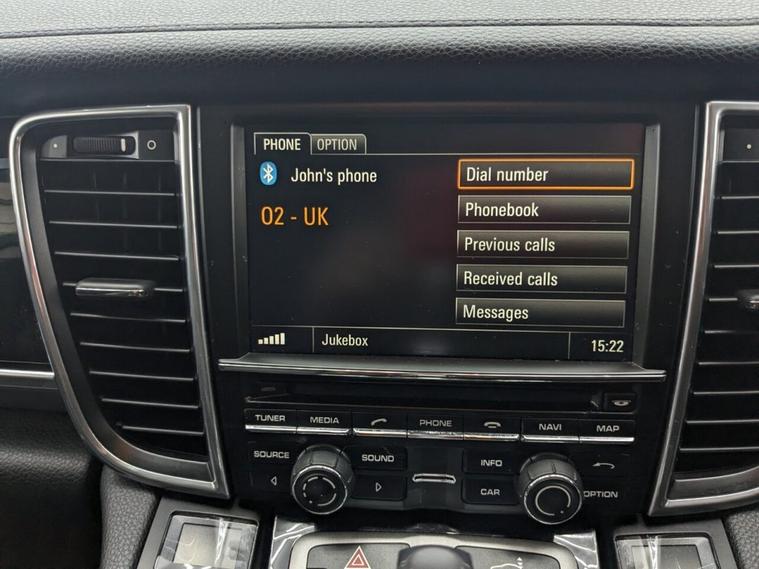 PHONE OPTION
John's phone
O2 - UK
Dial number
Phonebook
Previous calls
Received calls
Messages
Jukebox
15:22
TUNER MEDIA PHONE NAVI MAP
SOURCE SOUND INFO
CAR OPTION